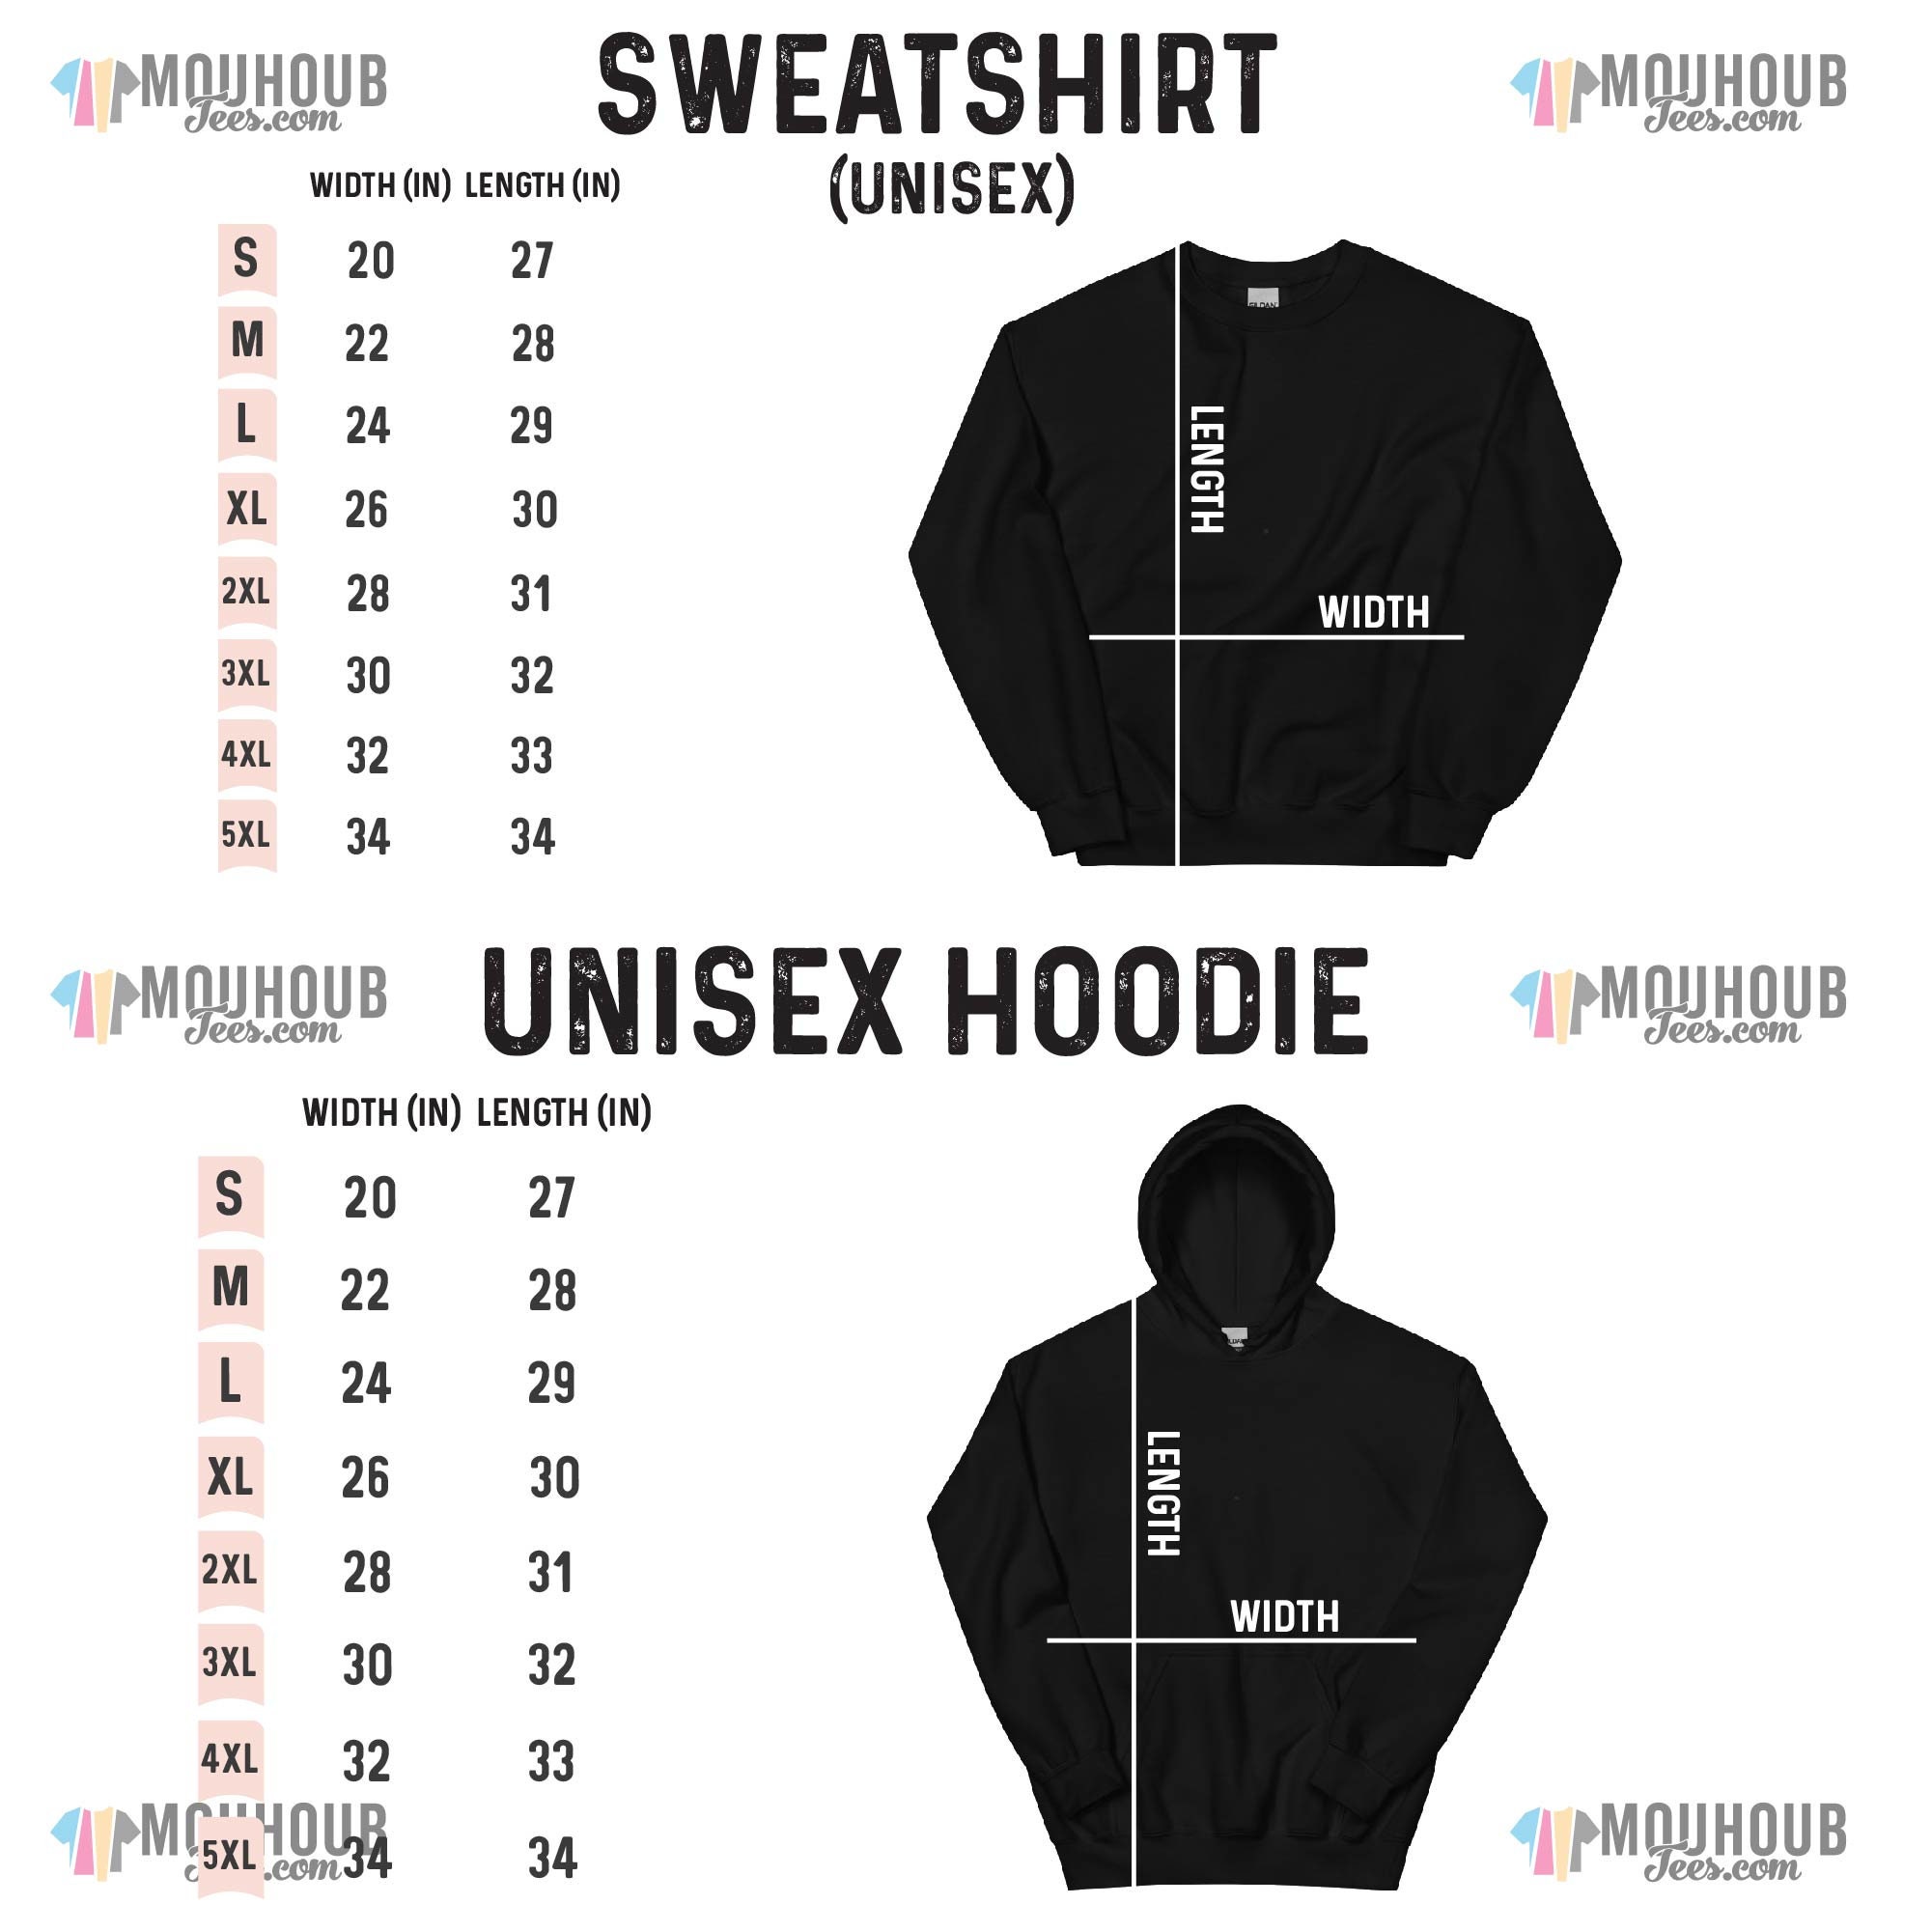 MOUHOUB
Tees.com
SWEATSHIRT
MOUHOUB
Tees.com
(UNISEX)
WIDTH (IN) LENGTH (IN)
S 20 27
M 22 28
L 24 29
XL 26 30
2XL 28 31
3XL 30 32
4XL 32 33
5XL 34 34
LENGTH
WIDTH
MOUHOUB
Tees.com
UNISEX HOODIE
MOUHOUB
Tees.com
WIDTH (IN) LENGTH (IN)
S 20 27
M 22 28
L 24 29
XL 26 30
2XL 28 31
3XL 30 32
4XL 32 33
5XL 34 34
LENGTH
WIDTH
MOUHOUB
Tees.com
MOUHOUB
Tees.com